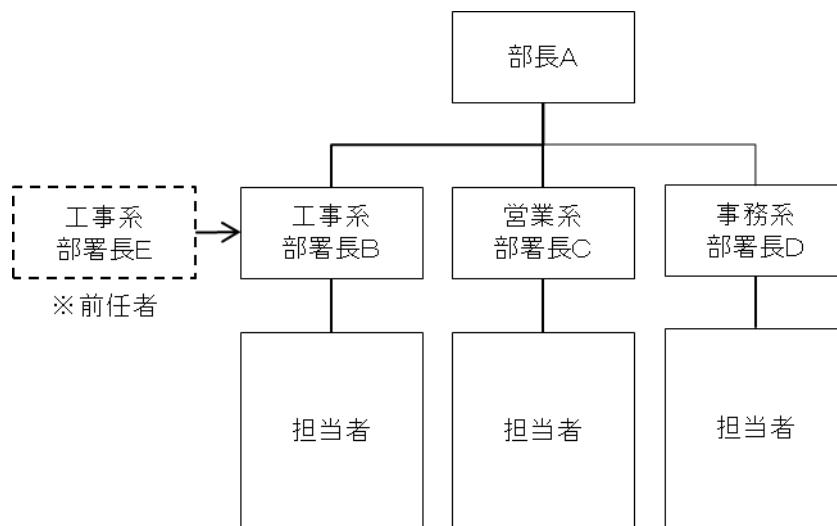 部長A
工事系
部署長E
※前任者
工事系
部署長B
営業系
部署長C
事務系
部署長D
担当者
担当者
担当者